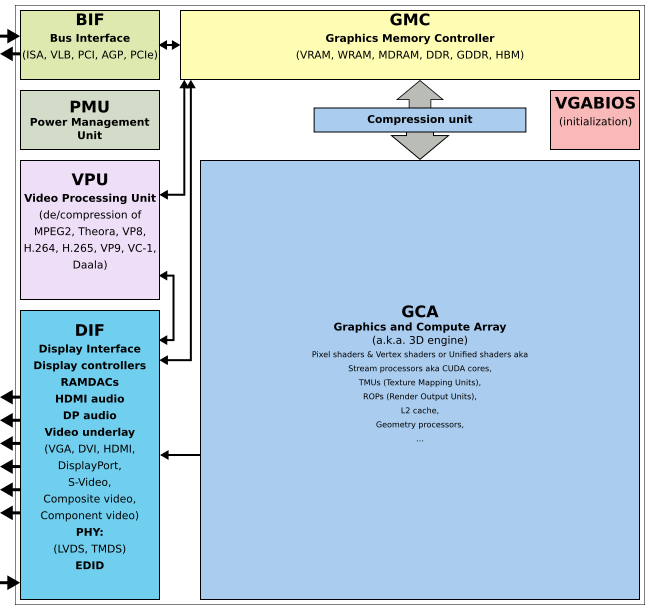 BIF
Bus Interface
(ISA, VLB, PCI, AGP, PCIe)
GMC
Graphics Memory Controller
(VRAM, WRAM, MDRAM, DDR, GDDR, HBM)
PMU
Power Management
Unit
Compression unit
VGABIOS
(initialization)
VPU
Video Processing Unit
(de/compression of
MPEG2, Theora, VP8,
H.264, H.265, VP9, VC-1,
Daala)
GCA
Graphics and Compute Array
(a.k.a. 3D engine)
Pixel shaders & Vertex shaders or Unified shaders aka
Stream processors aka CUDA cores,
TMUs (Texture Mapping Units),
ROPs (Render Output Units),
L2 cache,
Geometry processors,
...
DIF
Display Interface
Display controllers
RAMDACs
HDMI audio
DP audio
Video underlay
(VGA, DVI, HDMI,
DisplayPort,
S-Video,
Composite video,
Component video)
PHY:
(LVDS, TMDS)
EDID